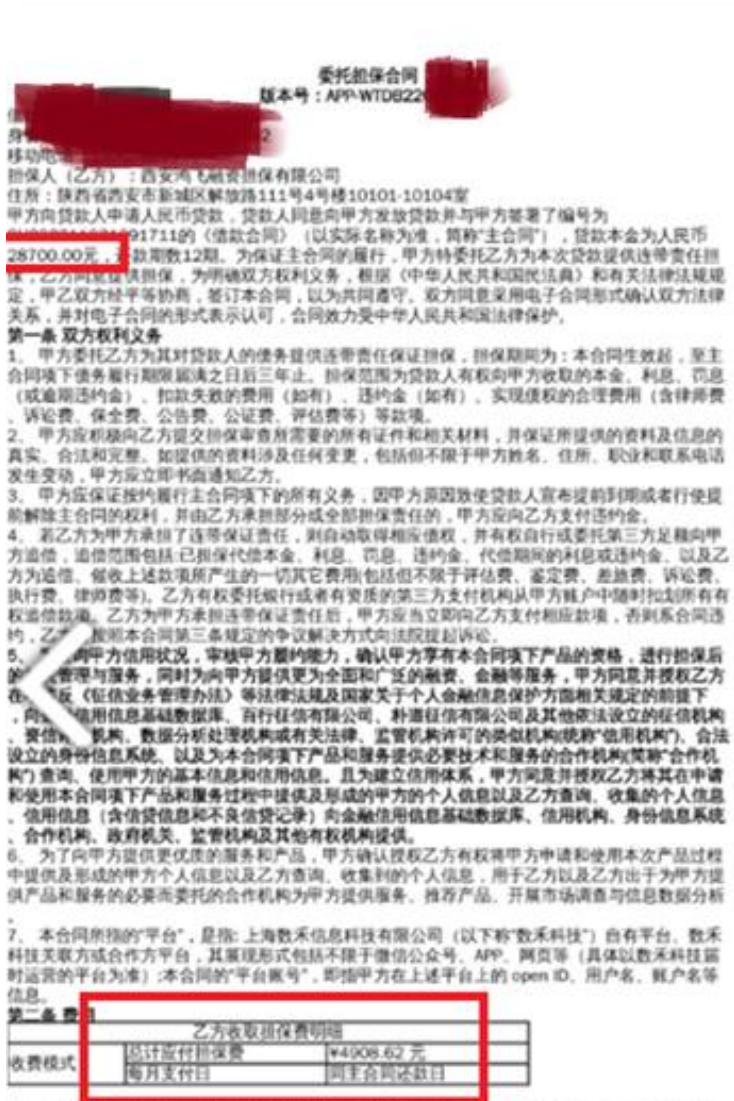 委托担保合同
版本号：APP-WTDB22
2
移动电话
担保人（乙方）：西安鸿飞融资担保有限公司
住所：陕西省西安市新城区解放路111号4号楼10101-10104室
甲方向贷款人申请人民币贷款，贷款人同意向甲方发放贷款并与甲方签署了编号为
91711的《借款合同》（以实际名称为准，简称“主合同”），贷款本金为人民币
28700.00元，还款期数12期。为保证主合同的履行，甲方特委托乙方为本次贷款提供连带责任担
保，乙方同意提供担保，为明确双方权利义务，根据《中华人民共和国民法典》和有关法律法规规
定，甲乙双方经平等协商，签订本合同，以为共同遵守。双方同意采用电子合同形式确认双方法律
关系，并对电子合同的形式表示认可，合同效力受中华人民共和国法律保护。
第一条 双方权利义务
1、 甲方委托乙方为其对贷款人的债务提供连带责任保证担保，担保期间为：本合同生效起，至主
合同项下债务履行期限届满之日后三年止。担保范围为贷款人有权向甲方收取的本金、利息、罚息
（或逾期违约金）、扣款失败的费用（如有）、违约金（如有）、实现债权的合理费用（含律师费
、诉讼费、保全费、公告费、公证费、评估费等）等款项。
2、 甲方应积极向乙方提交担保审查所需要的所有证件和相关材料，并保证所提供的资料及信息的
真实、合法和完整。如提供的资料涉及任何变更，包括但不限于甲方姓名、住所、职业和联系电话
发生变动，甲方应立即书面通知乙方。
3、 甲方应保证按约履行主合同项下的所有义务，因甲方原因致使贷款人宣布提前到期或者行使提
前解除主合同的权利，并由乙方承担部分或全部担保责任的，甲方应向乙方支付违约金。
4、 若乙方为甲方承担了连带保证责任，则自动取得相应债权，并有权自行或委托第三方足额向甲
方追偿，追偿范围包括:已担保代偿本金、利息、罚息、违约金、代偿期间的利息或违约金、以及乙
方为追偿、催收上述款项所产生的一切其它费用(包括但不限于评估费、鉴定费、差旅费、诉讼费、
执行费、律师费等)。乙方有权委托银行或者有资质的第三方支付机构从甲方账户中随时扣划所有有
权追偿款项。乙方为甲方承担连带保证责任后，甲方应当立即向乙方支付相应款项，否则系合同违
约，乙 按照本合同第三条规定的争议解决方式向法院提起诉讼。
5、 甲方信用状况，审核甲方履约能力，确认甲方享有本合同项下产品的资格，进行担保后
的 管理与服务，同时为向甲方提供更为全面和广泛的融资、金融等服务，甲方同意并授权乙方
在 反《征信业务管理办法》等法律法规及国家关于个人金融信息保护方面相关规定的前提下
，向 信用信息基础数据库、百行征信有限公司、朴道征信有限公司及其他依法设立的征信机构
、资信 机构、数据分析处理机构或有关法律、监管机构许可的类似机构(统称“信用机构”)、合法
设立的身份信息系统、以及为本合同项下产品和服务提供必要技术和服务的合作机构(简称“合作机
构”) 查询、使用甲方的基本信息和信用信息。且为建立信用体系，甲方同意并授权乙方将其在申请
和使用本合同项下产品和服务过程中提供及形成的甲方的个人信息以及乙方查询、收集的个人信息
、信用信息（含信贷信息和不良信贷记录）向金融信用信息基础数据库、信用机构、身份信息系统
、合作机构、政府机关、监管机构及其他有权机构提供。
6、 为了向甲方提供更优质的服务和产品，甲方确认授权乙方有权将甲方申请和使用本次产品过程
中提供及形成的甲方个人信息以及乙方查询、收集到的个人信息，用于乙方以及乙方出于为甲方提
供产品和服务的必要而委托的合作机构为甲方提供服务、推荐产品、开展市场调查与信息数据分析
。
7、 本合同所指的“平台”，是指: 上海数禾信息科技有限公司（以下称“数禾科技”）自有平台、数禾
科技关联方或合作方平台，其展现形式包括不限于微信公众号、APP、网页等（具体以数禾科技届
时运营的平台为准）;本合同的“平台账号”，即指甲方在上述平台上的 open ID、用户名、账户名等
信息。
第二条 费用
乙方收取担保费明细
收费模式 总计应付担保费 ¥4908.62 元
每月支付日 同主合同还款日